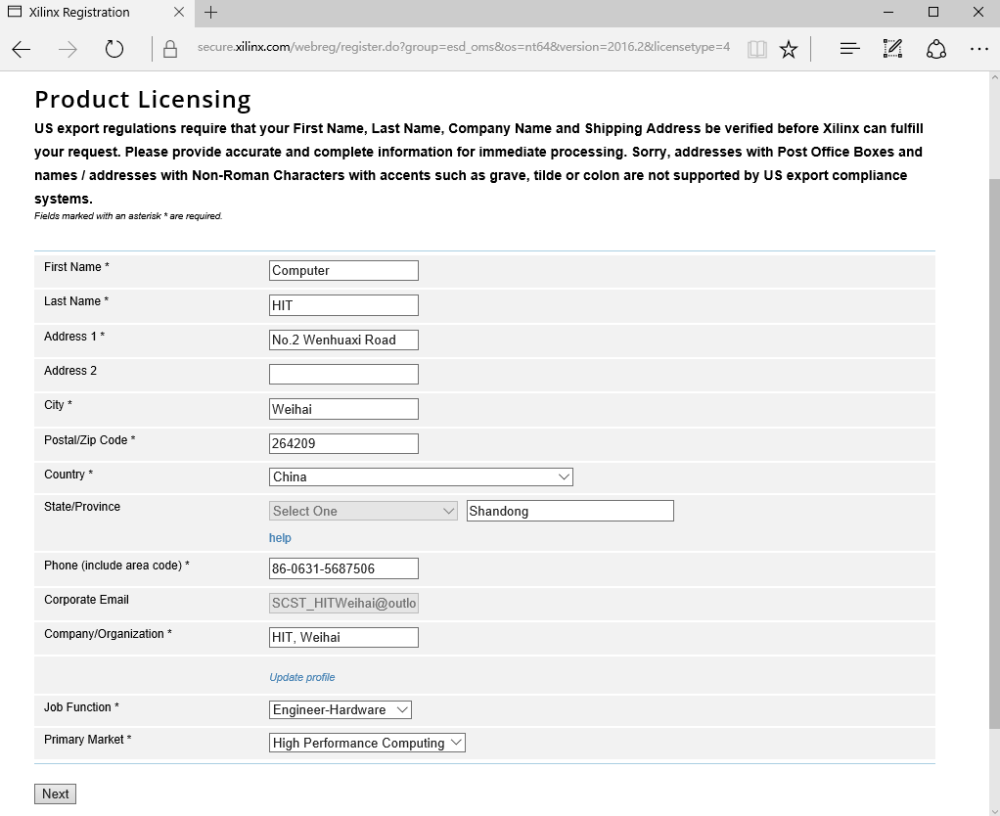 Xilinx Registration
secure.xilinx.com/webreg/register.do?group=esd_oms&os=nt64&version=2016.2&licensetype=4
Product Licensing
US export regulations require that your First Name, Last Name, Company Name and Shipping Address be verified before Xilinx can fulfill
your request. Please provide accurate and complete information for immediate processing. Sorry, addresses with Post Office Boxes and
names / addresses with Non-Roman Characters with accents such as grave, tilde or colon are not supported by US export compliance
systems.
Fields marked with an asterisk * are required.
First Name * Computer
Last Name * HIT
Address 1 * No.2 Wenhuaxi Road
Address 2
City * Weihai
Postal/Zip Code * 264209
Country * China
State/Province Select One Shandong
help
Phone (include area code) * 86-0631-5687506
Corporate Email SCST_HITWeihai@outlo
Company/Organization * HIT, Weihai
Update profile
Job Function * Engineer-Hardware
Primary Market * High Performance Computing
Next